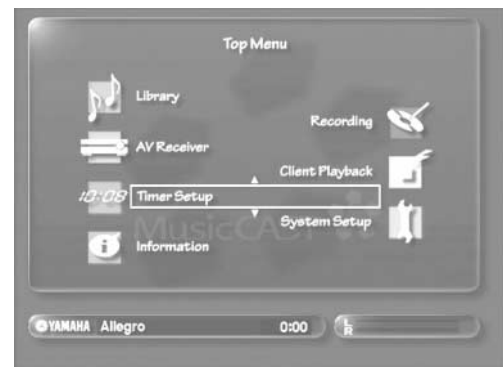 Top Menu
Library
Recording
AV Receiver
Client Playback
10:08 Timer Setup
System Setup
MusicCAST
i Information
YAMAHA Allegro 0:00 L
R